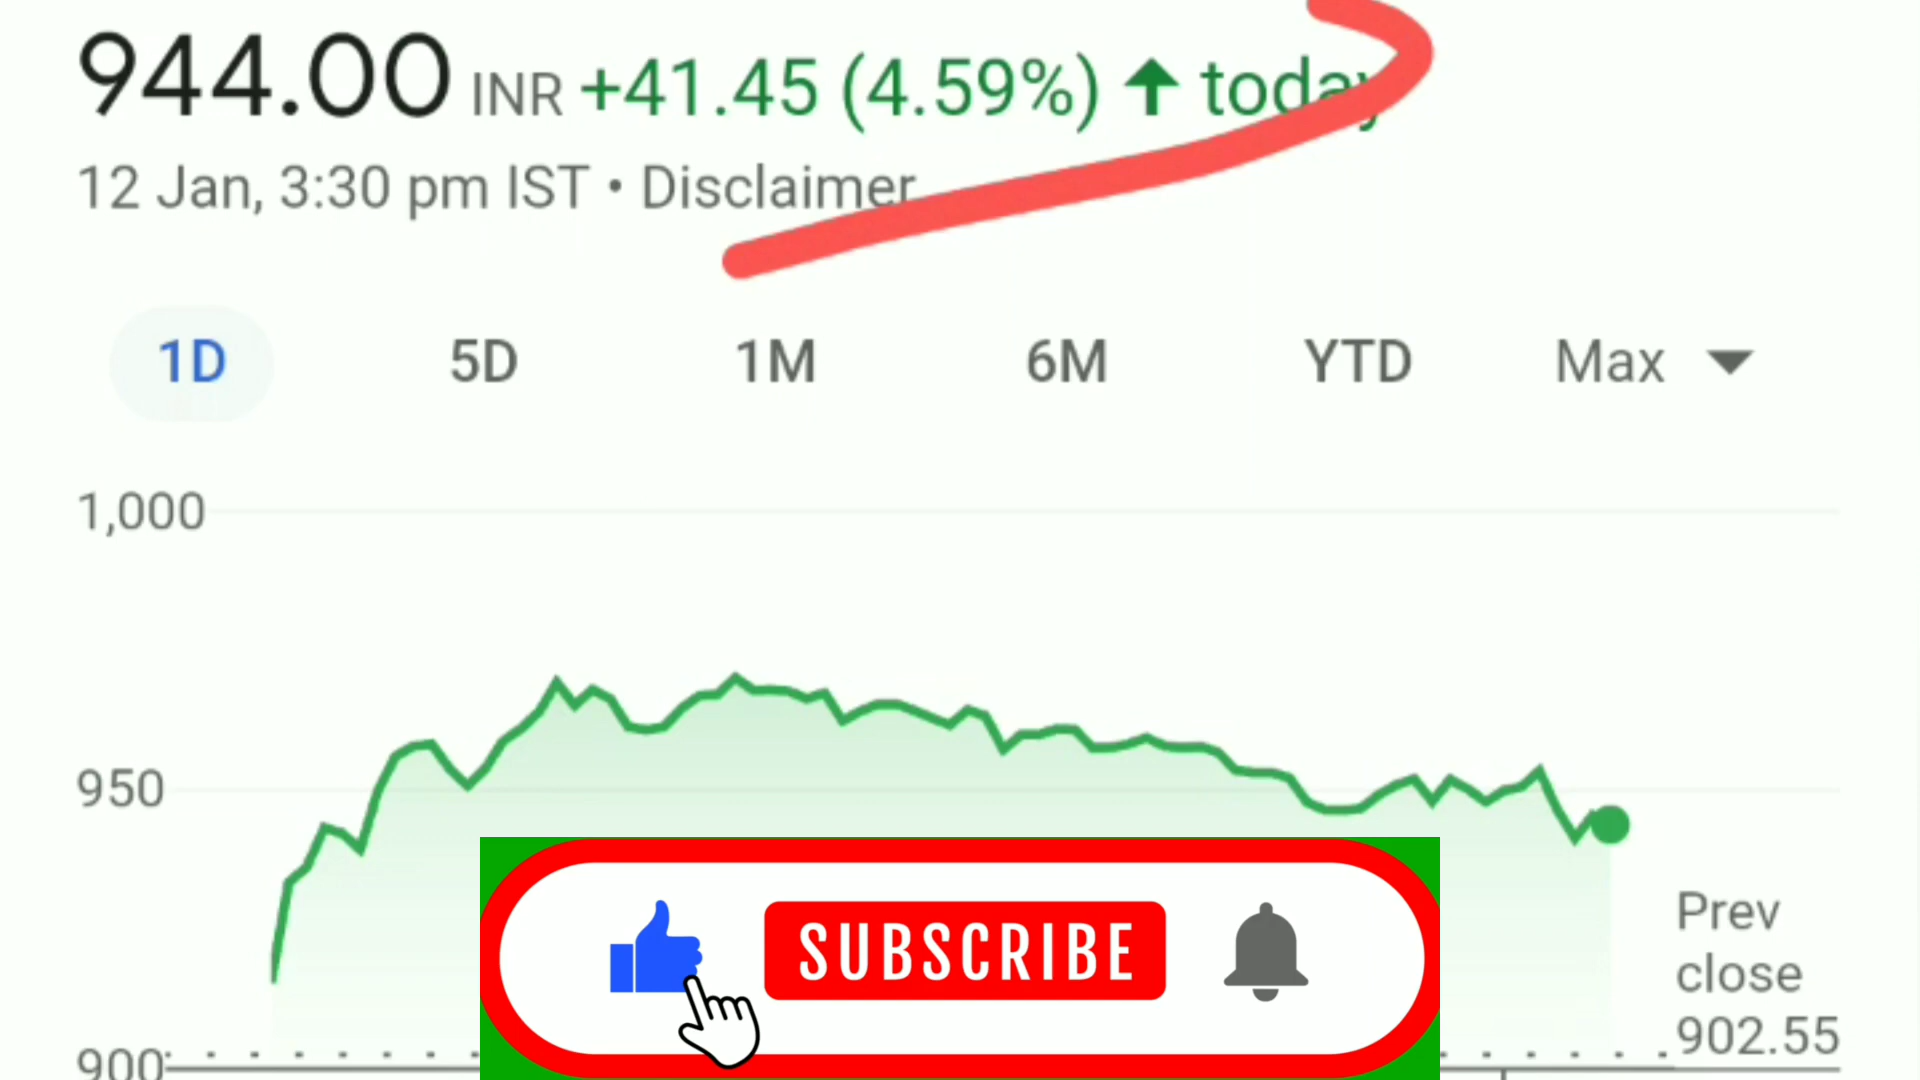 944.00 INR +41.45 (4.59%) ↑ today
12 Jan, 3:30 pm IST • Disclaimer
1D 5D 1M 6M YTD Max
1,000
950
900
Prev
close
902.55
SUBSCRIBE